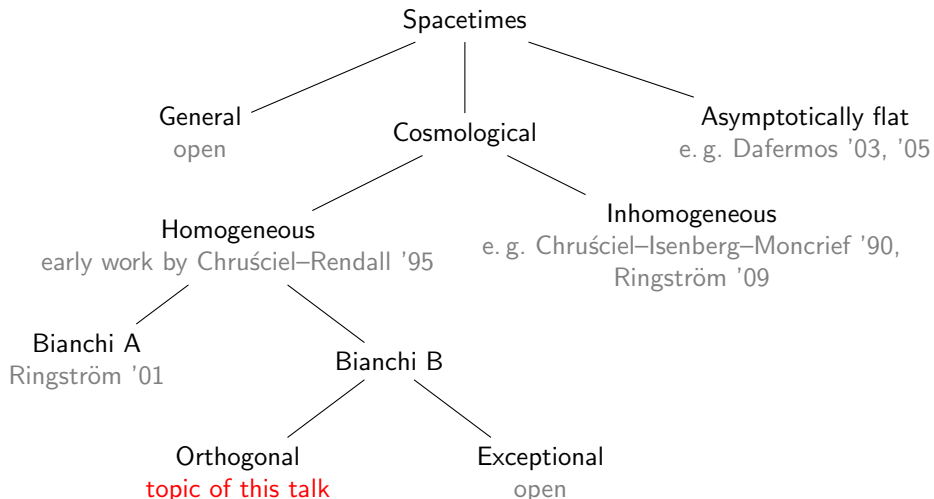 Spacetimes
General
open
Cosmological
Asymptotically flat
e. g. Dafermos '03, '05
Homogeneous
early work by Chruściel–Rendall '95
Inhomogeneous
e. g. Chruściel–Isenberg–Moncrief '90,
Ringström '09
Bianchi A
Ringström '01
Bianchi B
Orthogonal
topic of this talk
Exceptional
open